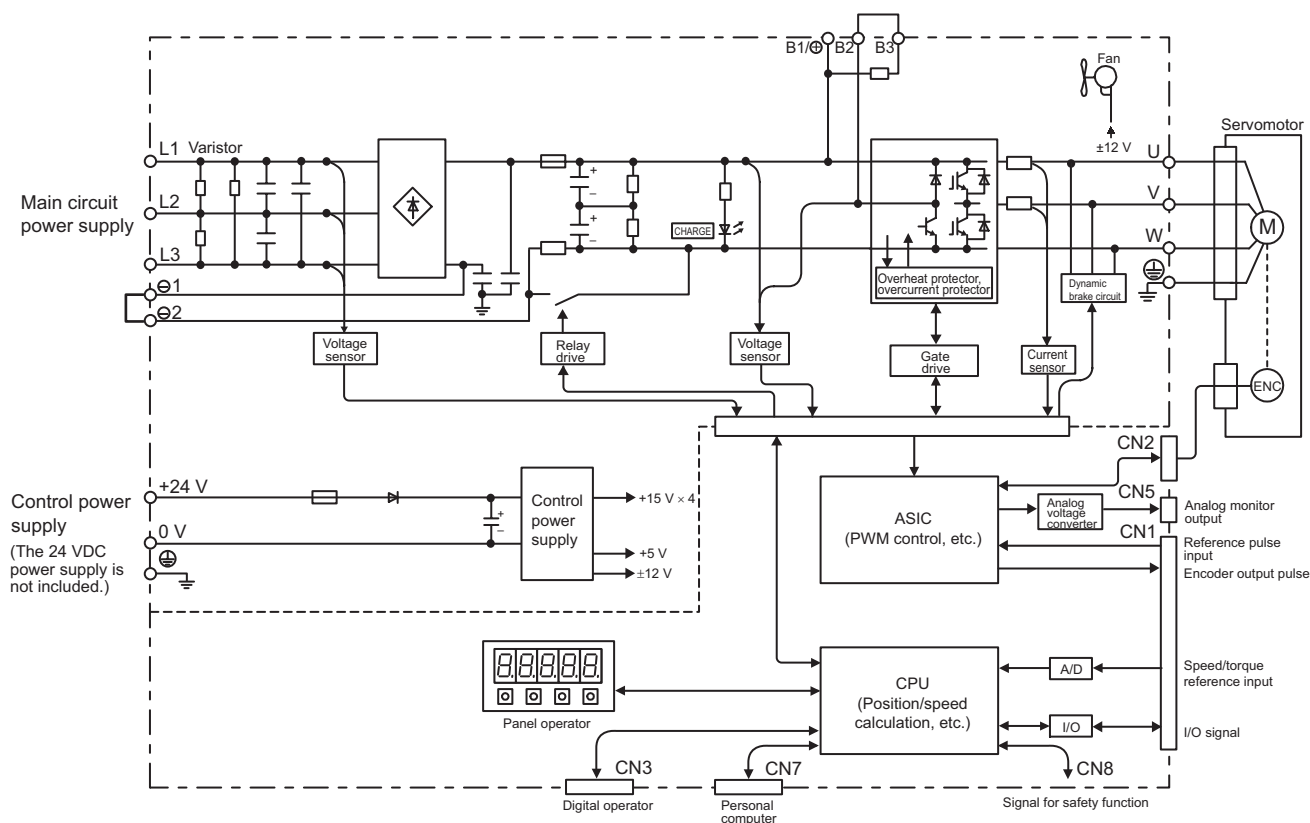 B1/⊕
B2
B3
Fan
±12 V
Servomotor
L1
Varistor
U
Main circuit
power supply
L2
V
CHARGE
M
L3
W
⊖1
Overheat protector,
overcurrent protector
Dynamic
brake circuit
⊖2
Voltage
sensor
Relay
drive
Voltage
sensor
Gate
drive
Current
sensor
ENC
+
–
+
–
CN2
+24 V
Control power
supply
(The 24 VDC
power supply is
not included.)
0 V
+
–
Control
power
supply
+15 V × 4
+5 V
±12 V
ASIC
(PWM control, etc.)
Analog
voltage
converter
CN5
Analog monitor
output
CN1
Reference pulse
input
Encoder output pulse
8.8.8.8.8.
Panel operator
CPU
(Position/speed
calculation, etc.)
A/D
Speed/torque
reference input
I/O
I/O signal
CN3
Digital operator
CN7
Personal
computer
CN8
Signal for safety function